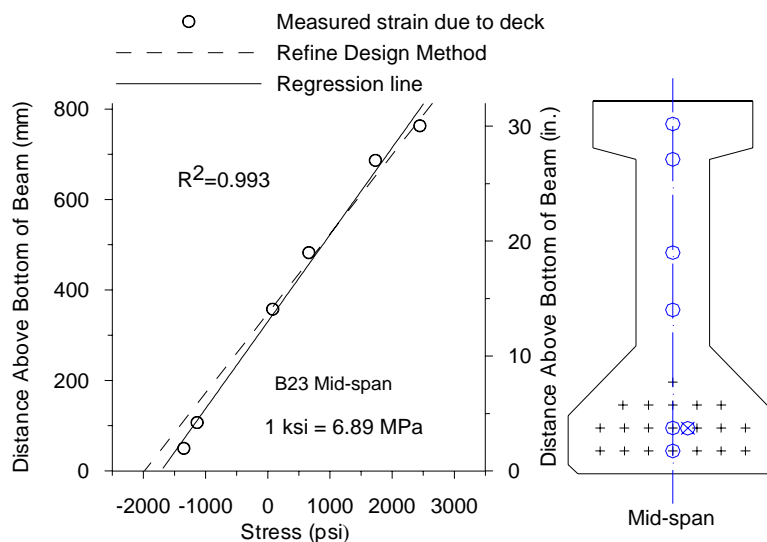 Measured strain due to deck
Refine Design Method
Regression line
Distance Above Bottom of Beam (mm)
800
600
400
200
0
R2=0.993
B23 Mid-span
1 ksi = 6.89 MPa
-2000 -1000 0 1000 2000 3000
Stress (psi)
30
20
10
0
Distance Above Bottom of Beam (in.)
Mid-span